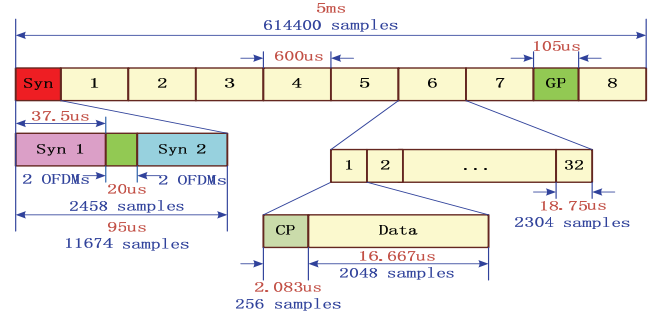 5ms
614400 samples
600us
105us
Syn 1 2 3 4 5 6 7 GP 8
37.5us
Syn 1 Syn 2
1 2 ... 32
2 OFDMs 20us 2 OFDMs
2458 samples
95us
11674 samples
18.75us
2304 samples
CP Data
16.667us
2048 samples
2.083us
256 samples